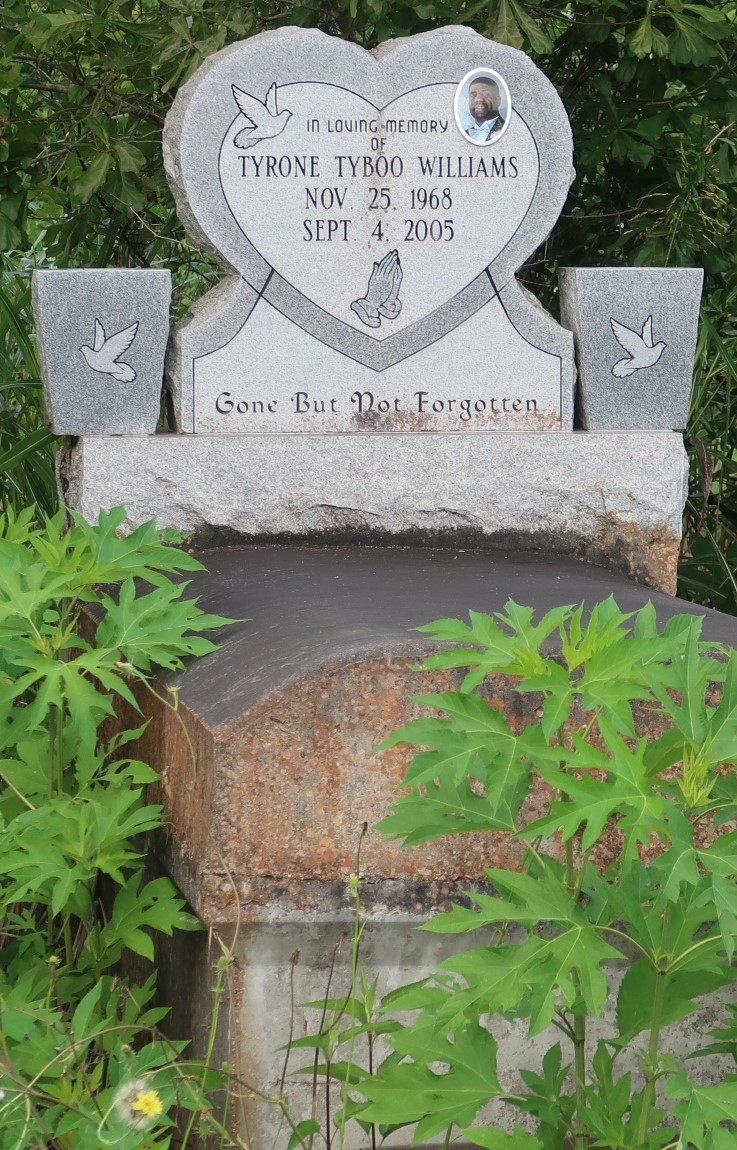 IN LOVING MEMORY
OF
TYRONE TYBOO WILLIAMS
NOV. 25, 1968
SEPT. 4, 2005
Gone But Not Forgotten